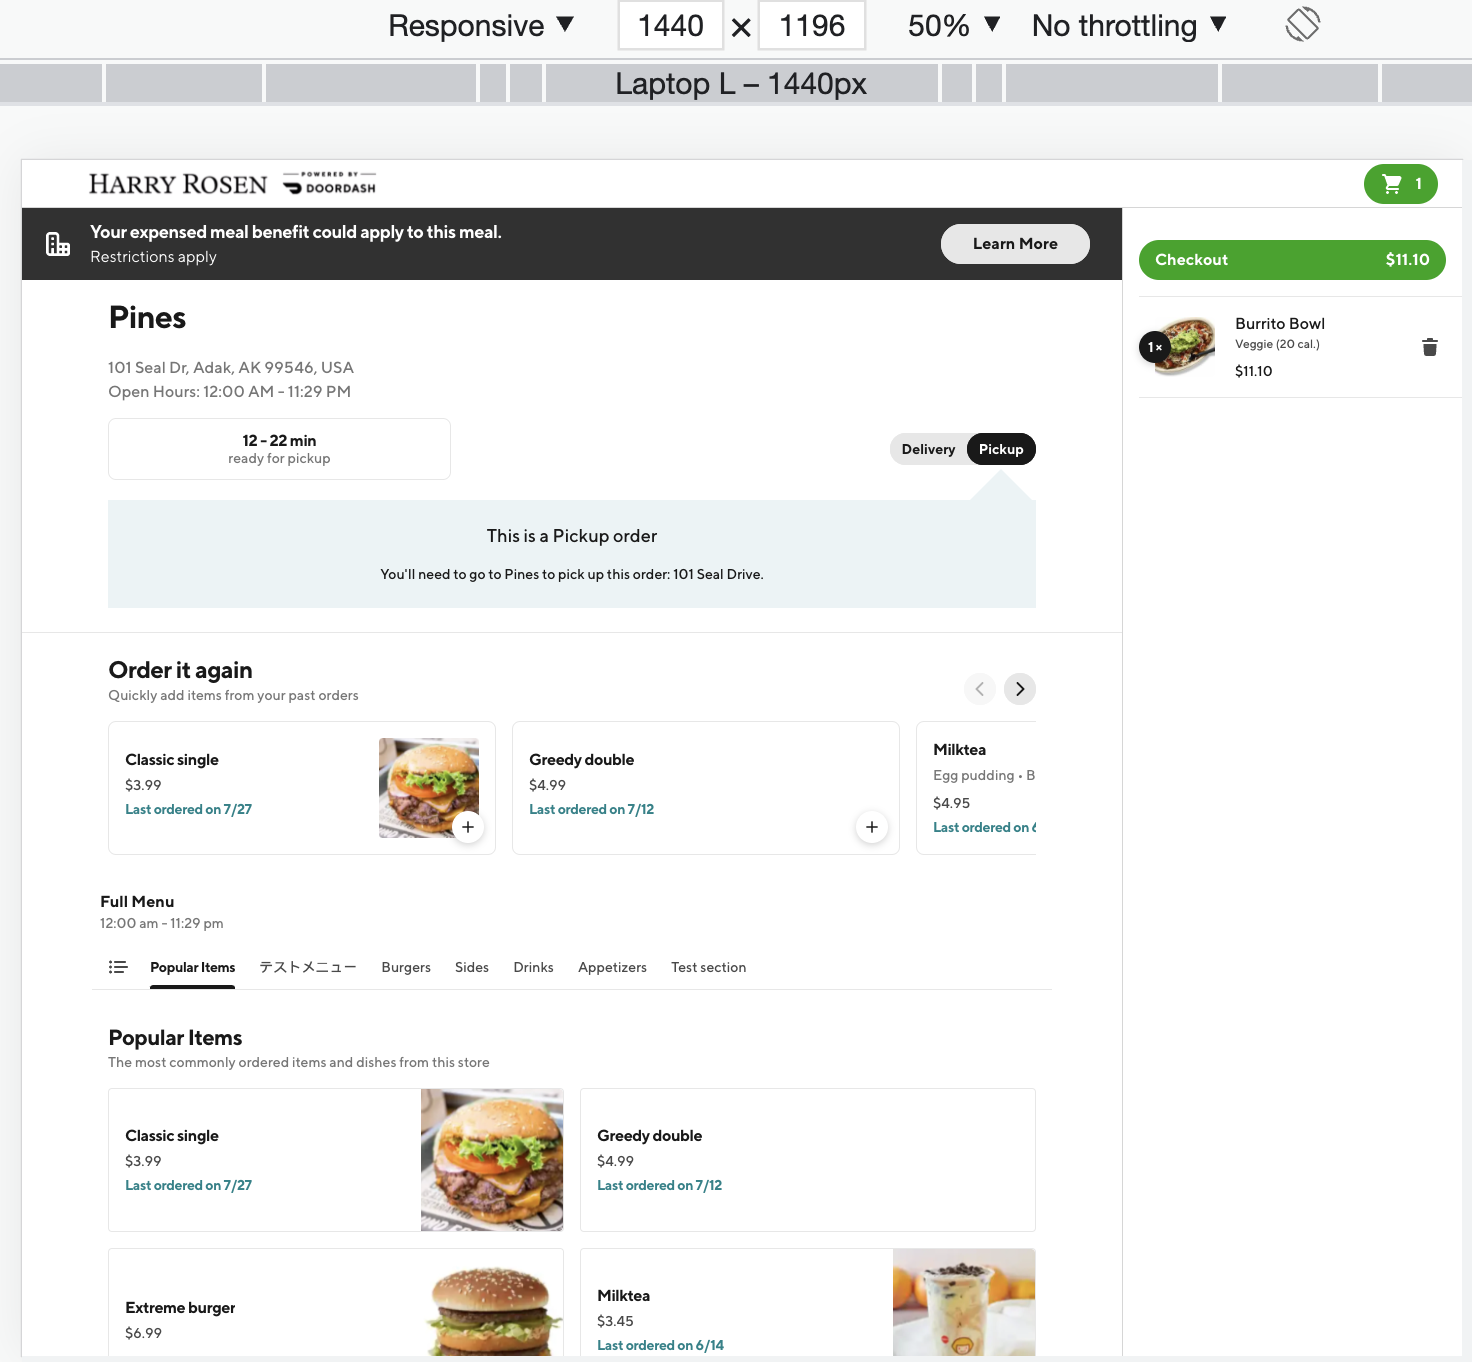 Responsive ▼ 1440 × 1196 50% ▼ No throttling ▼
Laptop L – 1440px
HARRY ROSEN
POWERED BY
DOORDASH
1
Your expensed meal benefit could apply to this meal.
Restrictions apply
Learn More
Checkout $11.10
1×
Burrito Bowl
Veggie (20 cal.)
$11.10
Pines
101 Seal Dr, Adak, AK 99546, USA
Open Hours: 12:00 AM - 11:29 PM
12 - 22 min
ready for pickup
Delivery Pickup
This is a Pickup order
You'll need to go to Pines to pick up this order: 101 Seal Drive.
Order it again
Quickly add items from your past orders
Classic single
$3.99
Last ordered on 7/27
Greedy double
$4.99
Last ordered on 7/12
Milktea
Egg pudding • B
$4.95
Last ordered on
Full Menu
12:00 am - 11:29 pm
Popular Items テストメニュー Burgers Sides Drinks Appetizers Test section
Popular Items
The most commonly ordered items and dishes from this store
Classic single
$3.99
Last ordered on 7/27
Greedy double
$4.99
Last ordered on 7/12
Extreme burger
$6.99
Milktea
$3.45
Last ordered on 6/14